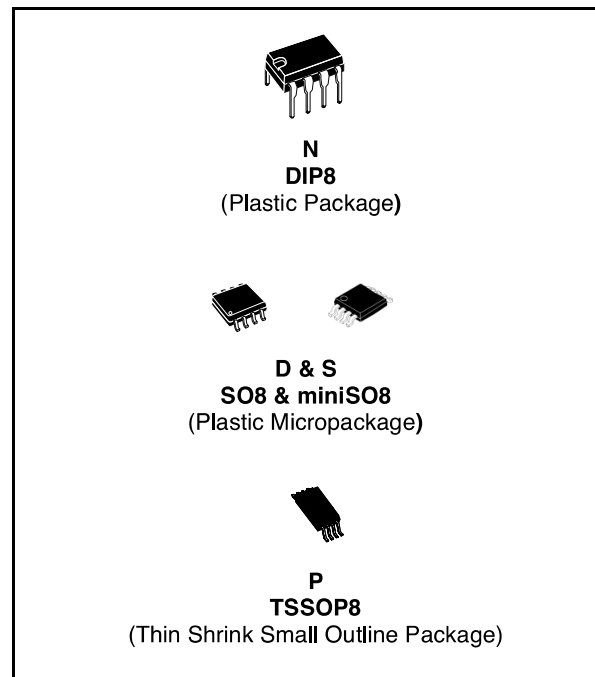 N
DIP8
(Plastic Package)
D & S
SO8 & miniSO8
(Plastic Micropackage)
P
TSSOP8
(Thin Shrink Small Outline Package)